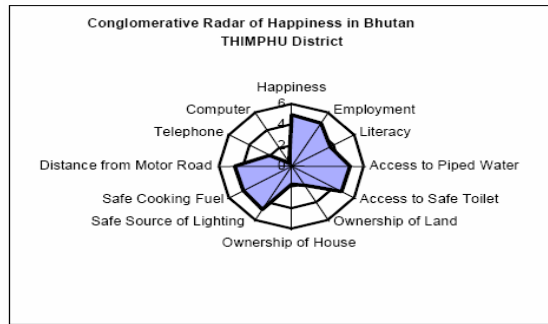 Conglomerative Radar of Happiness in Bhutan
THIMPHU District
Happiness
Computer
Employment
Telephone
Literacy
Distance from Motor Road
Access to Piped Water
Safe Cooking Fuel
Access to Safe Toilet
Safe Source of Lighting
Ownership of Land
Ownership of House
6
4
2
0